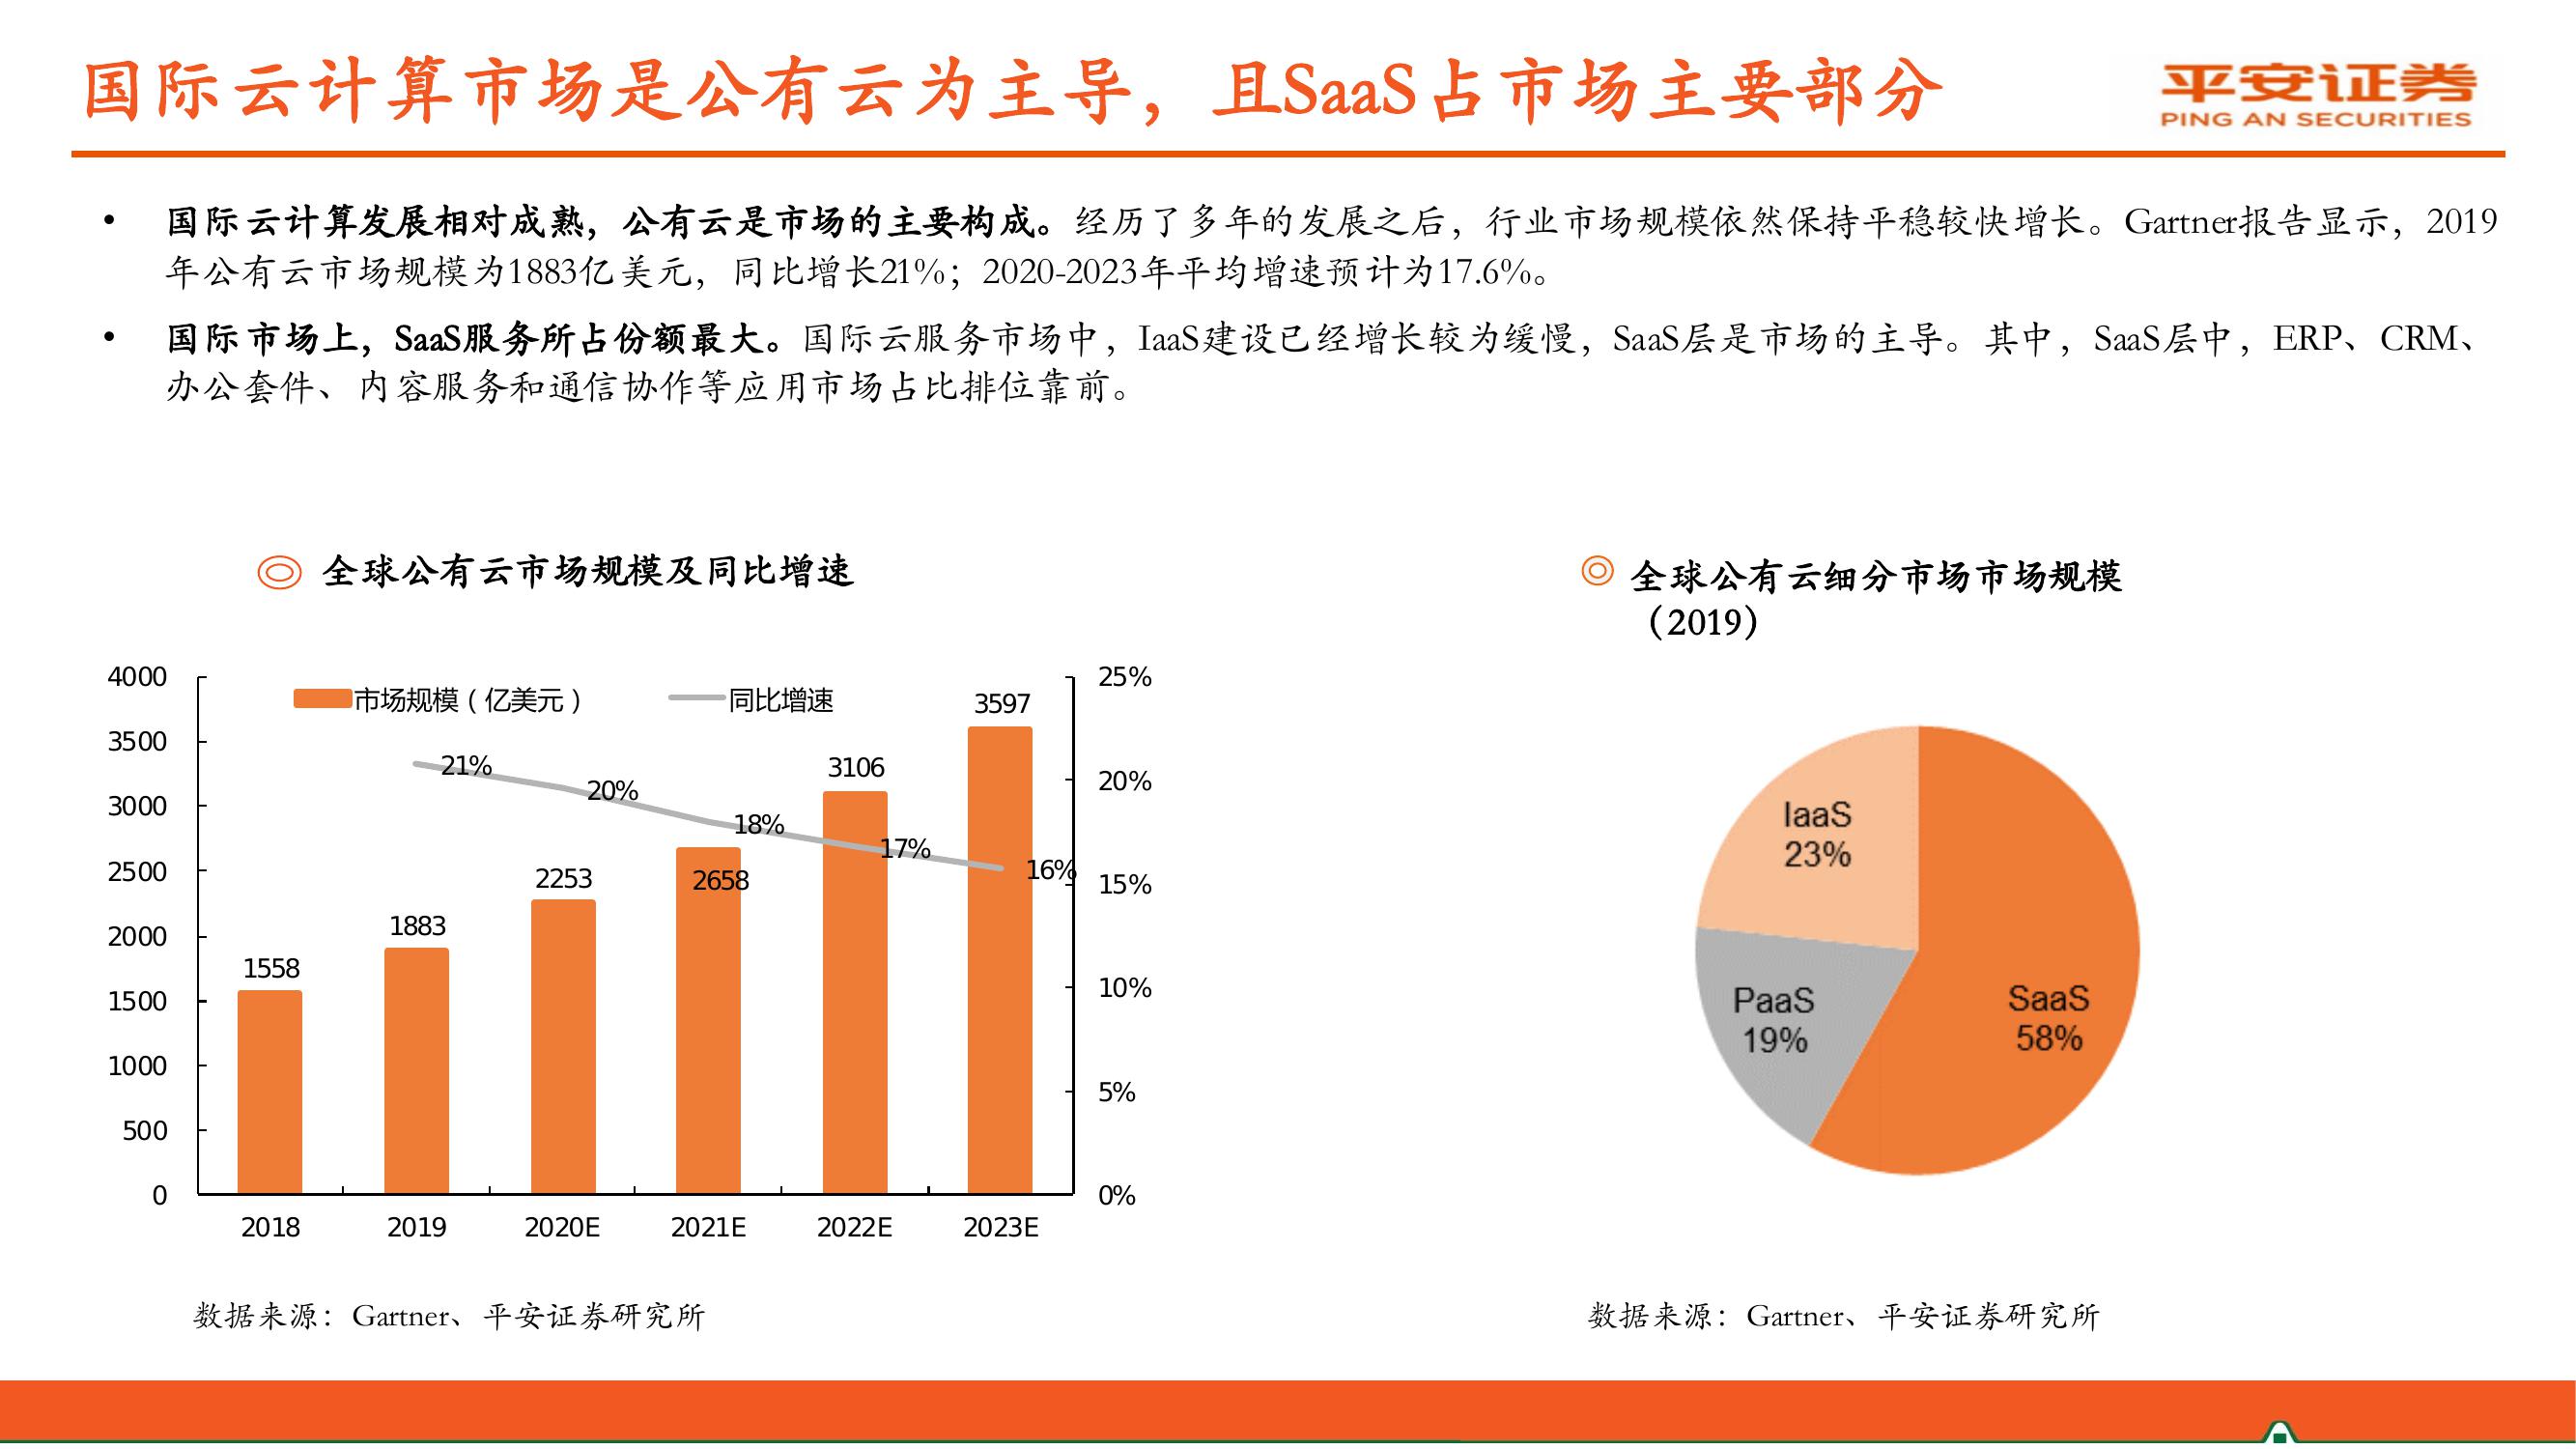 国际云计算市场是公有云为主导，且SaaS占市场主要部分
平安证券
PING AN SECURITIES
• 国际云计算发展相对成熟，公有云是市场的主要构成。经历了多年的发展之后，行业市场规模依然保持平稳较快增长。Gartner报告显示，2019
年公有云市场规模为1883亿美元，同比增长21%；2020-2023年平均增速预计为17.6%。
• 国际市场上，SaaS服务所占份额最大。国际云服务市场中，IaaS建设已经增长较为缓慢，SaaS层是市场的主导。其中，SaaS层中，ERP、CRM、
办公套件、内容服务和通信协作等应用市场占比排位靠前。
全球公有云市场规模及同比增速
4000
3500
3000
2500
2000
1500
1000
500
0
市场规模（亿美元）
同比增速
25%
20%
15%
10%
5%
0%
21%
20%
18%
17%
16%
1558
1883
2253
2658
3106
3597
2018
2019
2020E
2021E
2022E
2023E
数据来源：Gartner、平安证券研究所
全球公有云细分市场市场规模
（2019）
IaaS
23%
PaaS
19%
SaaS
58%
数据来源：Gartner、平安证券研究所